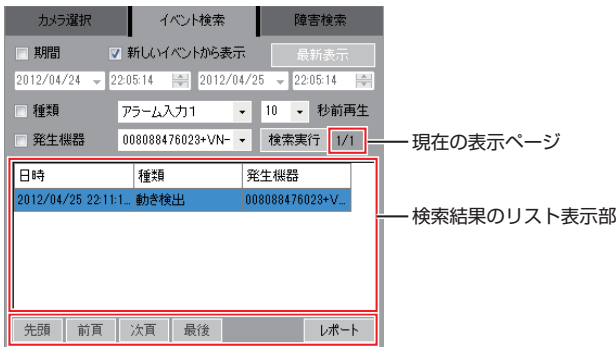 カメラ選択 イベント検索 障害検索
期間 新しいイベントから表示 最新表示
2012/04/24 22:05:14 2012/04/25 22:05:14
種類 アラーム入力1 10 秒前再生
発生機器 008088476023+VN- 検索実行 1/1 現在の表示ページ
日時 種類 発生機器
2012/04/25 22:11:1... 動き検出 008088476023+V...
検索結果のリスト表示部
先頭 前頁 次頁 最後 レポート